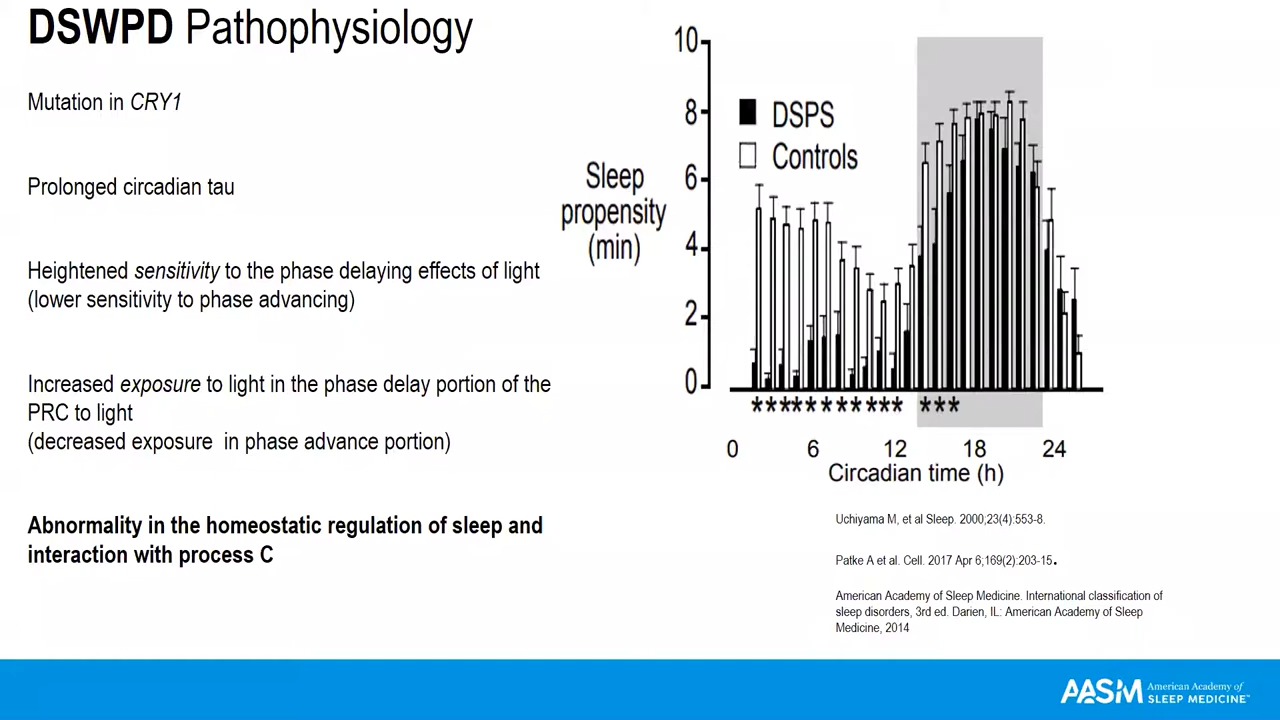 DSWPD Pathophysiology
Mutation in CRY1
Prolonged circadian tau
Heightened sensitivity to the phase delaying effects of light
(lower sensitivity to phase advancing)
Increased exposure to light in the phase delay portion of the
PRC to light
(decreased exposure in phase advance portion)
Abnormality in the homeostatic regulation of sleep and
interaction with process C
Sleep
propensity
(min)
10
8
6
4
2
0
DSPS
Controls
************ ***
0 6 12 18 24
Circadian time (h)
Uchiyama M, et al Sleep. 2000;23(4):553-8.
Patke A et al. Cell. 2017 Apr 6;169(2):203-15.
American Academy of Sleep Medicine. International classification of
sleep disorders, 3rd ed. Darien, IL: American Academy of Sleep
Medicine, 2014
AASM American Academy of
SLEEP MEDICINE™